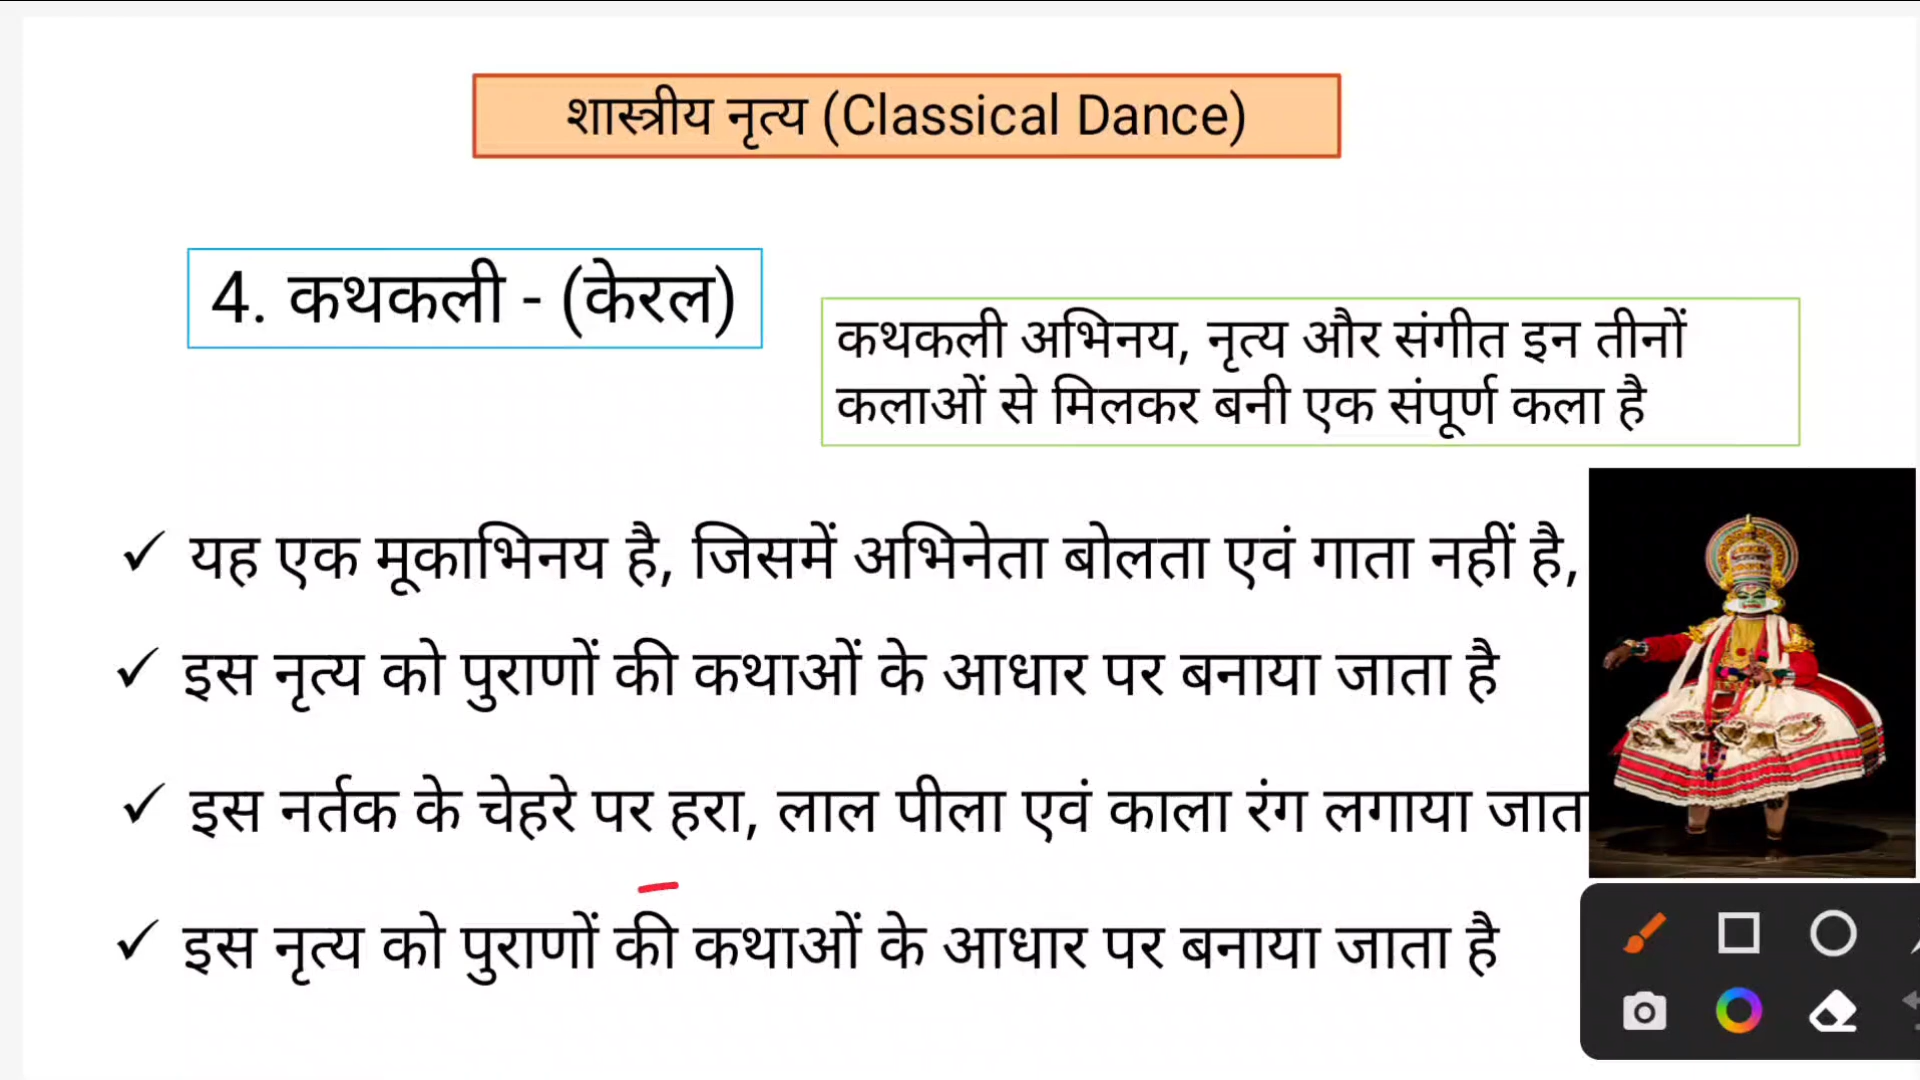 शास्त्रीय नृत्य (Classical Dance)
4. कथकली - (केरल)
कथकली अभिनय, नृत्य और संगीत इन तीनों
कलाओं से मिलकर बनी एक संपूर्ण कला है
✓ यह एक मूकाभिनय है, जिसमें अभिनेता बोलता एवं गाता नहीं है,
✓ इस नृत्य को पुराणों की कथाओं के आधार पर बनाया जाता है
✓ इस नर्तक के चेहरे पर हरा, लाल पीला एवं काला रंग लगाया जात
✓ इस नृत्य को पुराणों की कथाओं के आधार पर बनाया जाता है